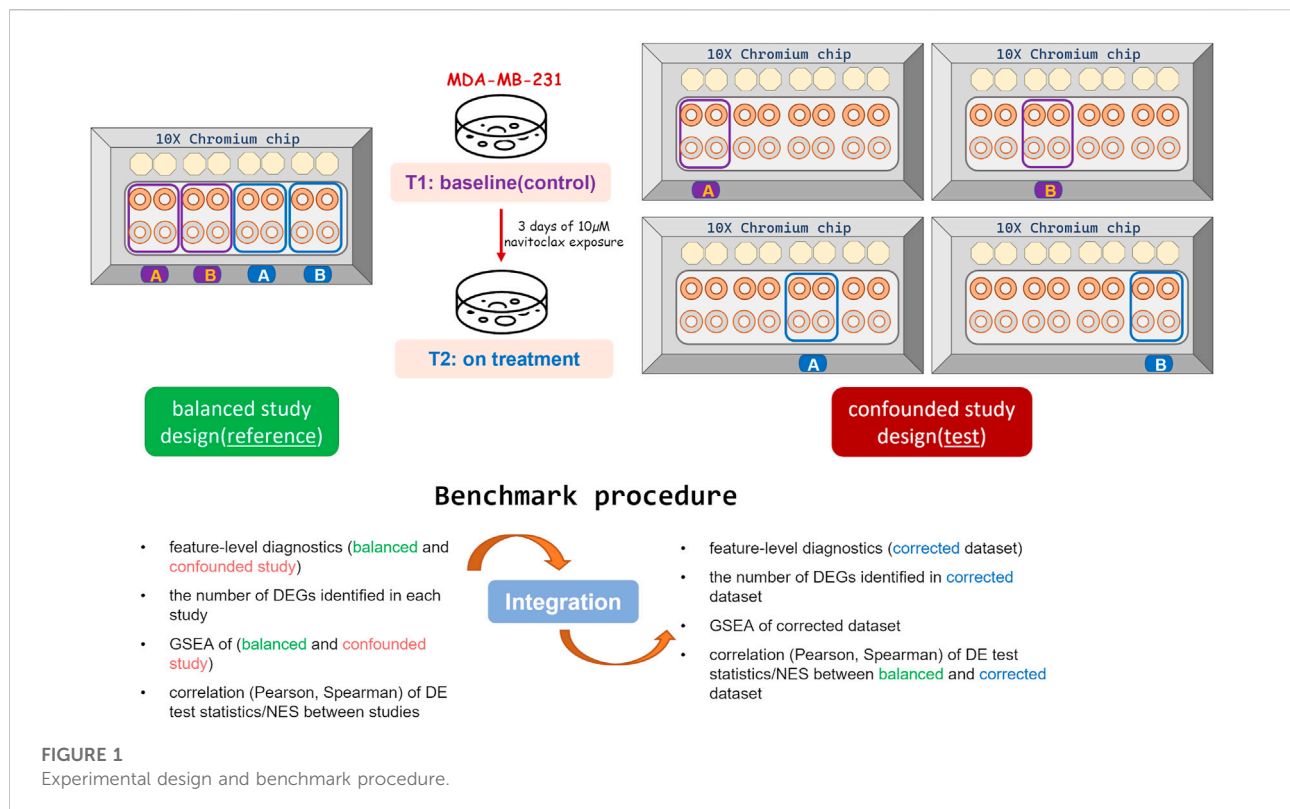 10X Chromium chip
A
B
A
B
balanced study
design(reference)
MDA-MB-231
T1: baseline(control)
3 days of 10μM
navitoclax exposure
T2: on treatment
10X Chromium chip
A
10X Chromium chip
B
10X Chromium chip
A
10X Chromium chip
B
confounded study
design(test)
Benchmark procedure
• feature-level diagnostics (balanced and
confounded study)
• the number of DEGs identified in each
study
• GSEA of (balanced and confounded
study)
• correlation (Pearson, Spearman) of DE
test statistics/NES between studies
Integration
• feature-level diagnostics (corrected dataset)
• the number of DEGs identified in corrected
dataset
• GSEA of corrected dataset
• correlation (Pearson, Spearman) of DE test
statistics/NES between balanced and corrected
dataset
FIGURE 1
Experimental design and benchmark procedure.